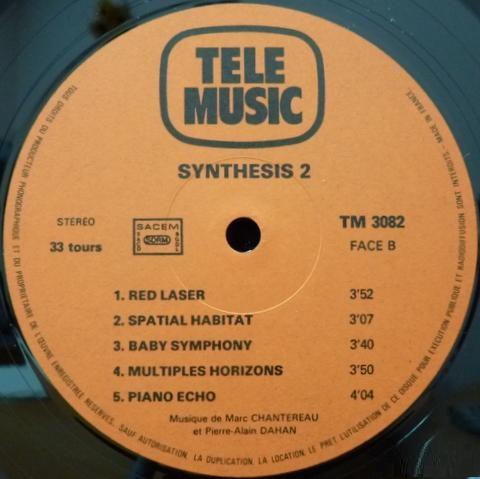 TELE
MUSIC
SYNTHESIS 2
STEREO
33 tours
SACEM
SDRM
TM 3082
FACE B
1. RED LASER 3'52
2. SPATIAL HABITAT 3'07
3. BABY SYMPHONY 3'40
4. MULTIPLES HORIZONS 3'50
5. PIANO ECHO 4'04
Musique de Marc CHANTEREAU
et Pierre-Alain DAHAN
TOUS DROITS DU PRODUCTEUR PHONOGRAPHIQUE ET DU PROPRIETAIRE DE L'ŒUVRE ENREGISTREE RESERVES. SAUF AUTORISATION, LA DUPLICATION, LA LOCATION, LE PRET, L'UTILISATION DE CE DISQUE POUR EXECUTION PUBLIQUE ET RADIODIFFUSION SONT INTERDITS. - MADE IN FRANCE